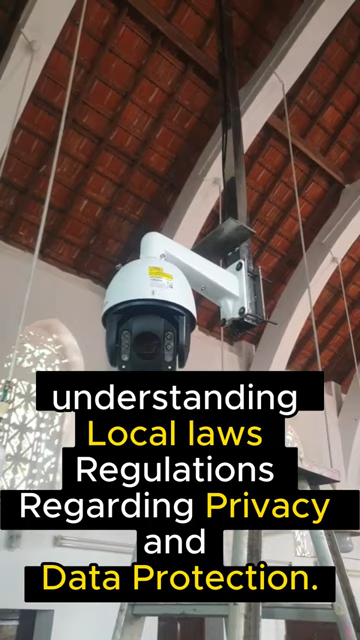 understanding
Local laws
Regulations
Regarding Privacy
and
Data Protection.